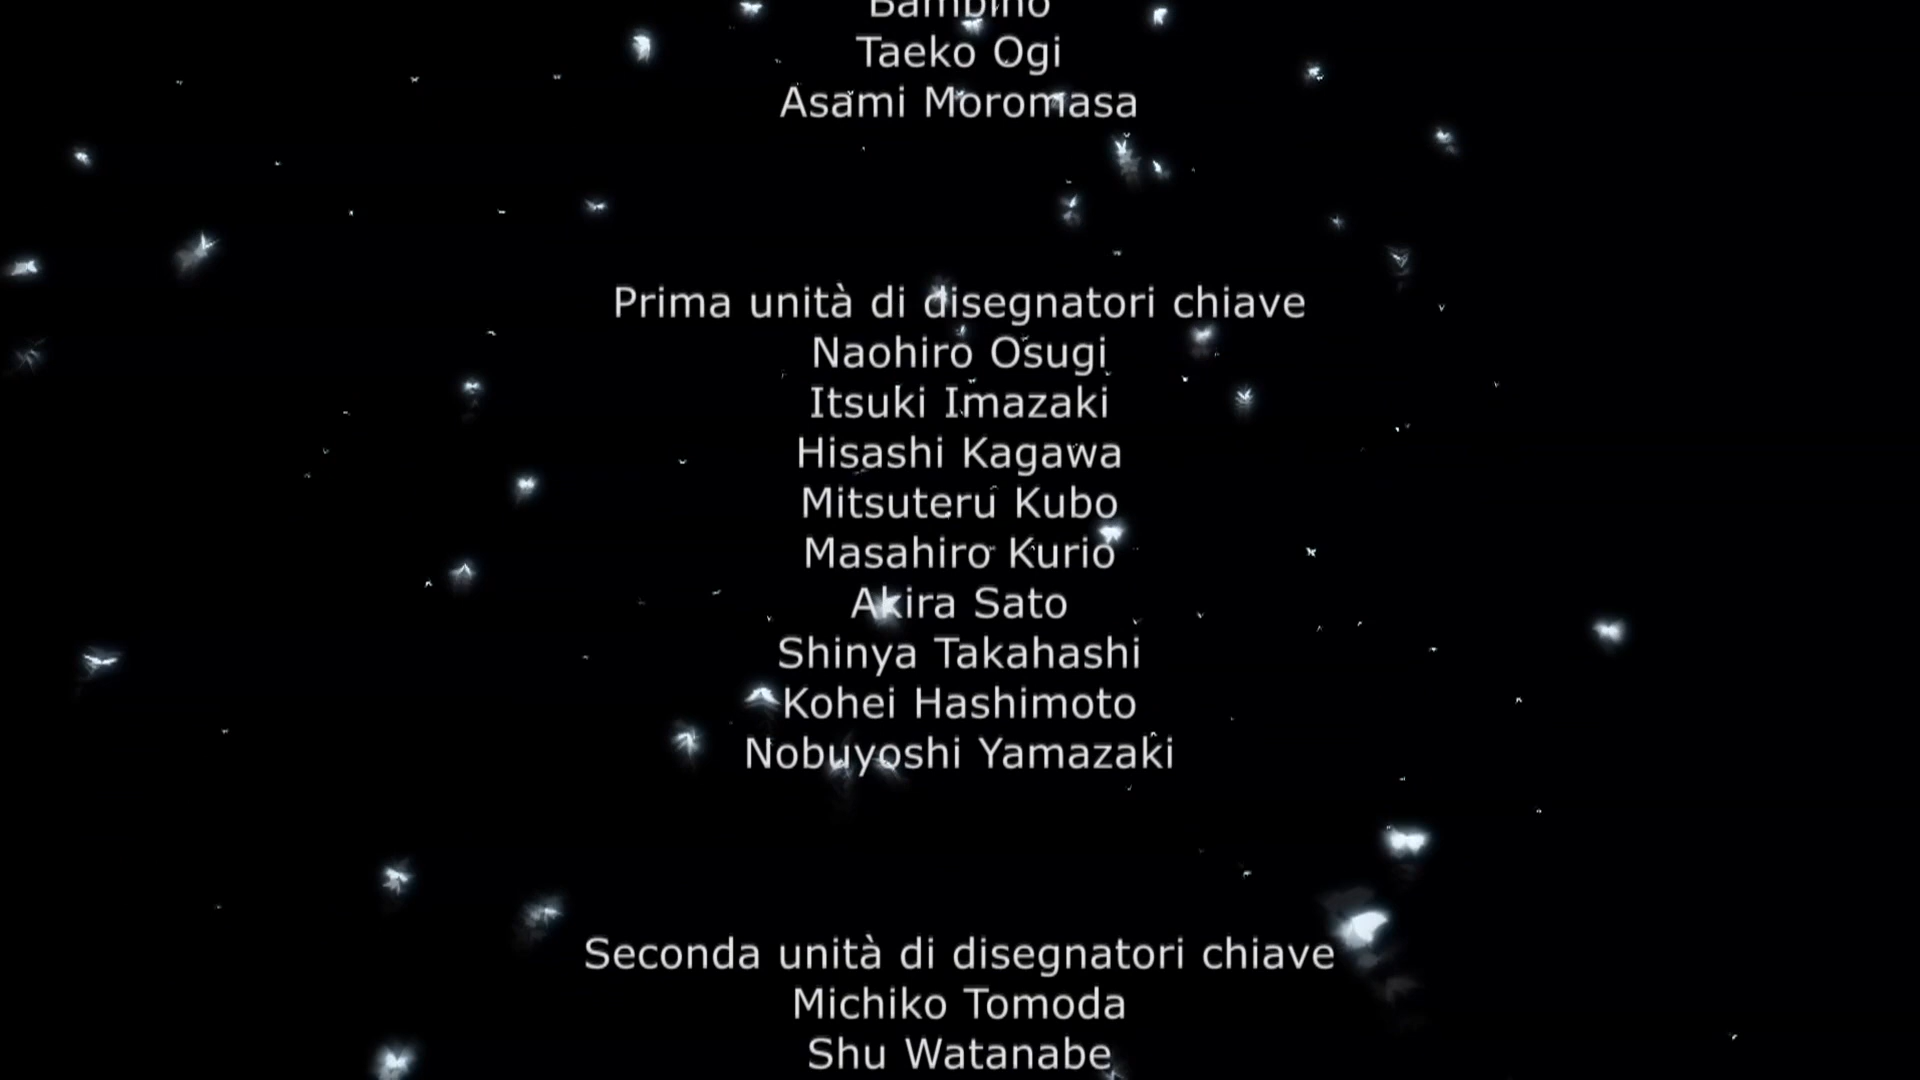 Bambino
Taeko Ogi
Asami Moromasa
Prima unità di disegnatori chiave
Naohiro Osugi
Itsuki Imazaki
Hisashi Kagawa
Mitsuteru Kubo
Masahiro Kurio
Akira Sato
Shinya Takahashi
Kohei Hashimoto
Nobuyoshi Yamazaki
Seconda unità di disegnatori chiave
Michiko Tomoda
Shu Watanabe